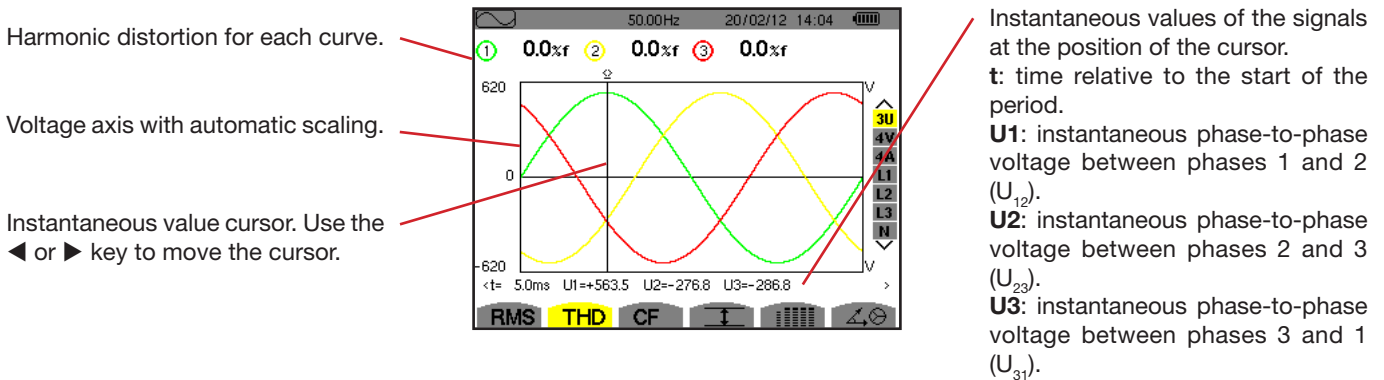 Harmonic distortion for each curve.
Voltage axis with automatic scaling.
Instantaneous value cursor. Use the
◄ or ► key to move the cursor.
50.00Hz 20/02/12 14:04
1 0.0%f 2 0.0%f 3 0.0%f
620 V
3U
4V
4A
0 L1
L2
L3
N
-620 V
<t= 5.0ms U1=+563.5 U2=-276.8 U3=-286.8 >
RMS THD CF
Instantaneous values of the signals
at the position of the cursor.
t: time relative to the start of the
period.
U1: instantaneous phase-to-phase
voltage between phases 1 and 2
(U₁₂).
U2: instantaneous phase-to-phase
voltage between phases 2 and 3
(U₂₃).
U3: instantaneous phase-to-phase
voltage between phases 3 and 1
(U₃₁).